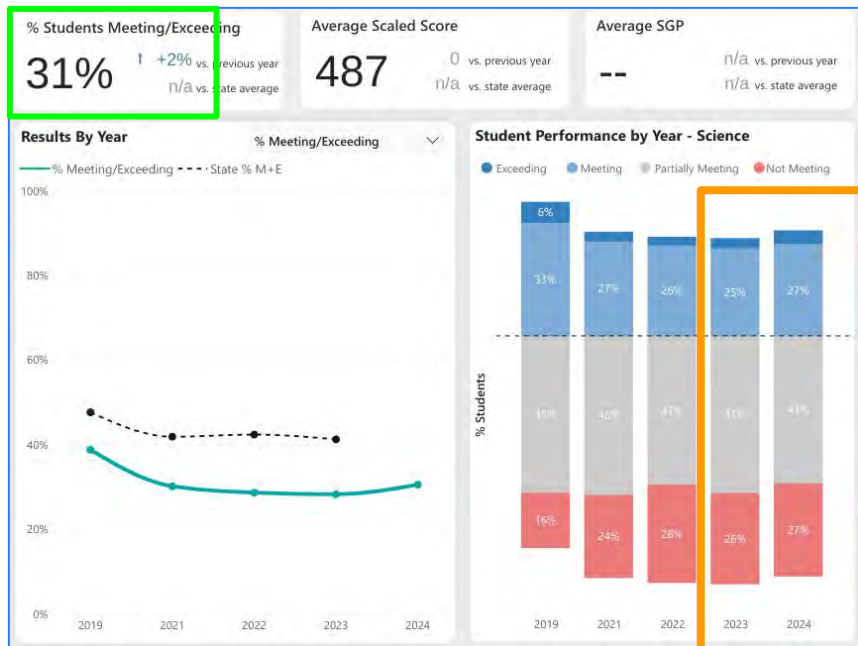 % Students Meeting/Exceeding
31%
↑ +2% vs. previous year
n/a vs. state average
Average Scaled Score
487
0 vs. previous year
n/a vs. state average
Average SGP
--
n/a vs. previous year
n/a vs. state average
Results By Year
% Meeting/Exceeding
% Meeting/Exceeding State % M+E
100%
80%
60%
40%
20%
0%
2019 2021 2022 2023 2024
Student Performance by Year - Science
Exceeding Meeting Partially Meeting Not Meeting
% Students
6%
33% 27% 26% 25% 27%
43%
16% 24% 28% 26% 27%
2019 2021 2022 2023 2024